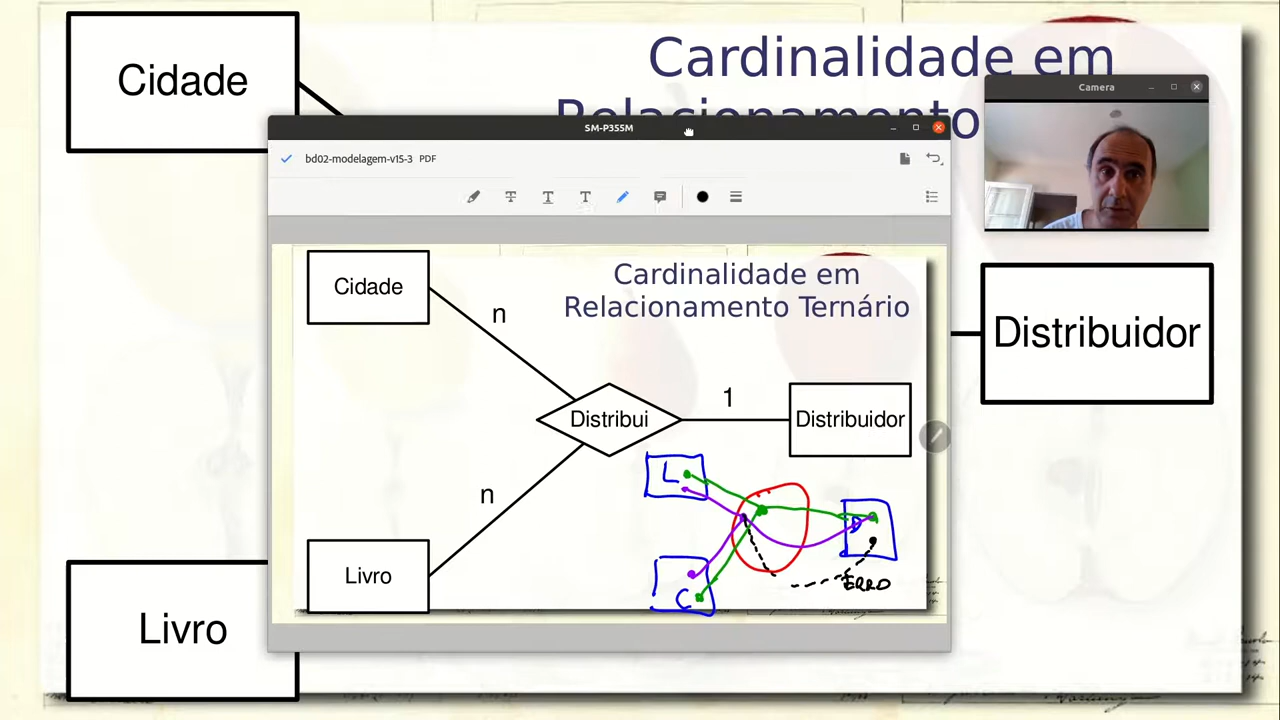 Cidade
Cardinalidade em
Relacionamento
Camera
SM-P355M
bd02-modelagem-v15-3 PDF
Cidade
Cardinalidade em
Relacionamento Ternário
n
Distribuidor
1
Distribui
Distribuidor
L
n
D
Livro
C
ERRO
Livro